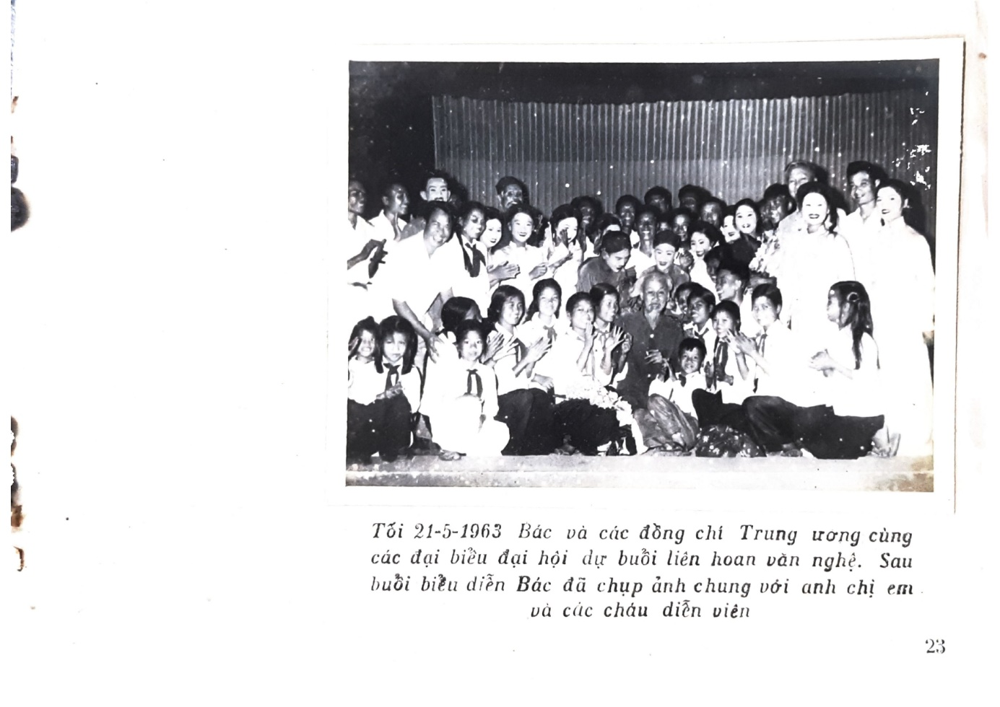 Tối 21-5-1963 Bác và các đồng chí Trung ương cùng
các đại biểu đại hội dự buổi liên hoan văn nghệ. Sau
buổi biểu diễn Bác đã chụp ảnh chung với anh chị em
và các cháu diễn viên
23